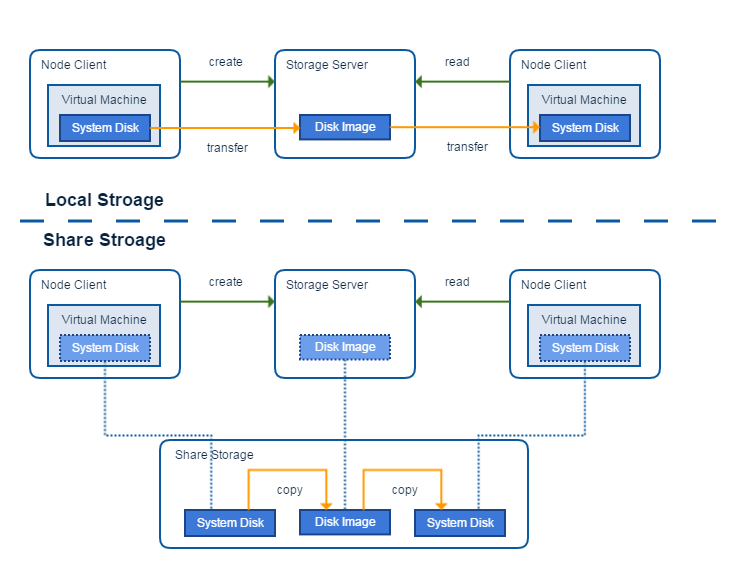 Node Client
create
Storage Server
read
Node Client
Virtual Machine
System Disk
transfer
Disk Image
transfer
Virtual Machine
System Disk
Local Stroage
Share Stroage
Node Client
create
Storage Server
read
Node Client
Virtual Machine
System Disk
Disk Image
Virtual Machine
System Disk
Share Storage
copy
copy
System Disk
Disk Image
System Disk